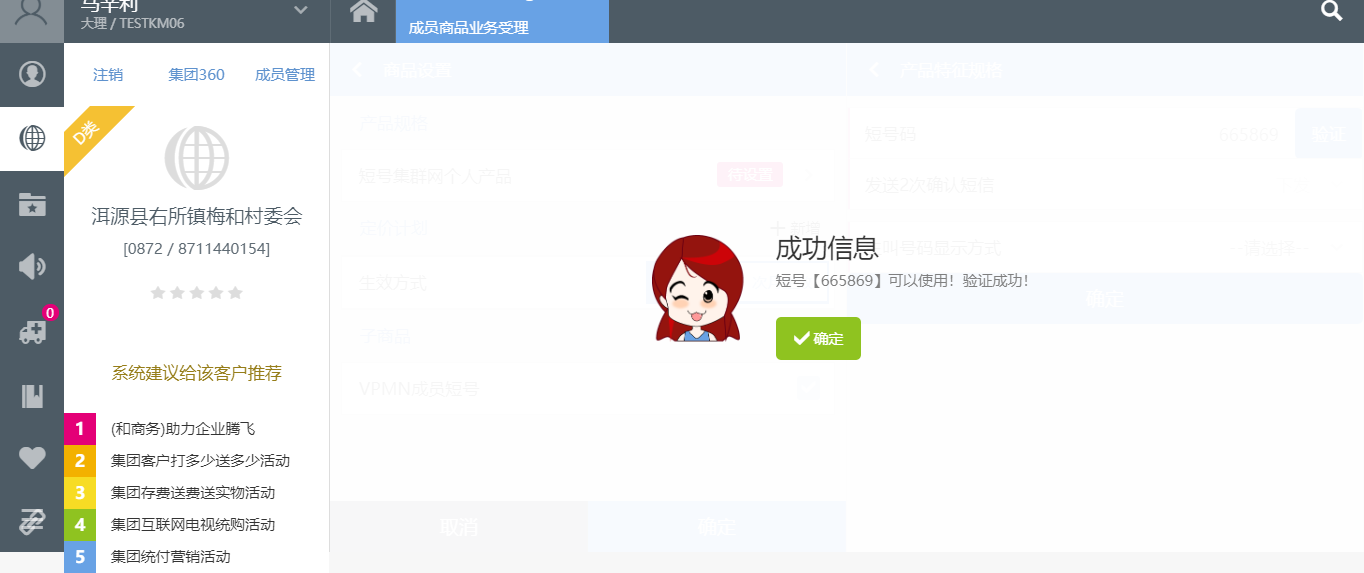 大理 / TESTKM06
成员商品业务受理
注销 集团360 成员管理
D类
洱源县右所镇梅和村委会
[0872 / 8711440154]
0
系统建议给该客户推荐
1 (和商务)助力企业腾飞
2 集团客户打多少送多少活动
3 集团存费送费送实物活动
4 集团互联网电视统购活动
5 集团统付营销活动
商品设置
产品规格
短号集群网个人产品 待设置
定价计划 新增
生效方式
子商品
VPMN成员短号
取消 确定
产品特征规格
短号码 665869 验证
发送2次确认短信
叫号码显示方式 --请选择--
确定
成功信息
短号【665869】可以使用！验证成功！
确定